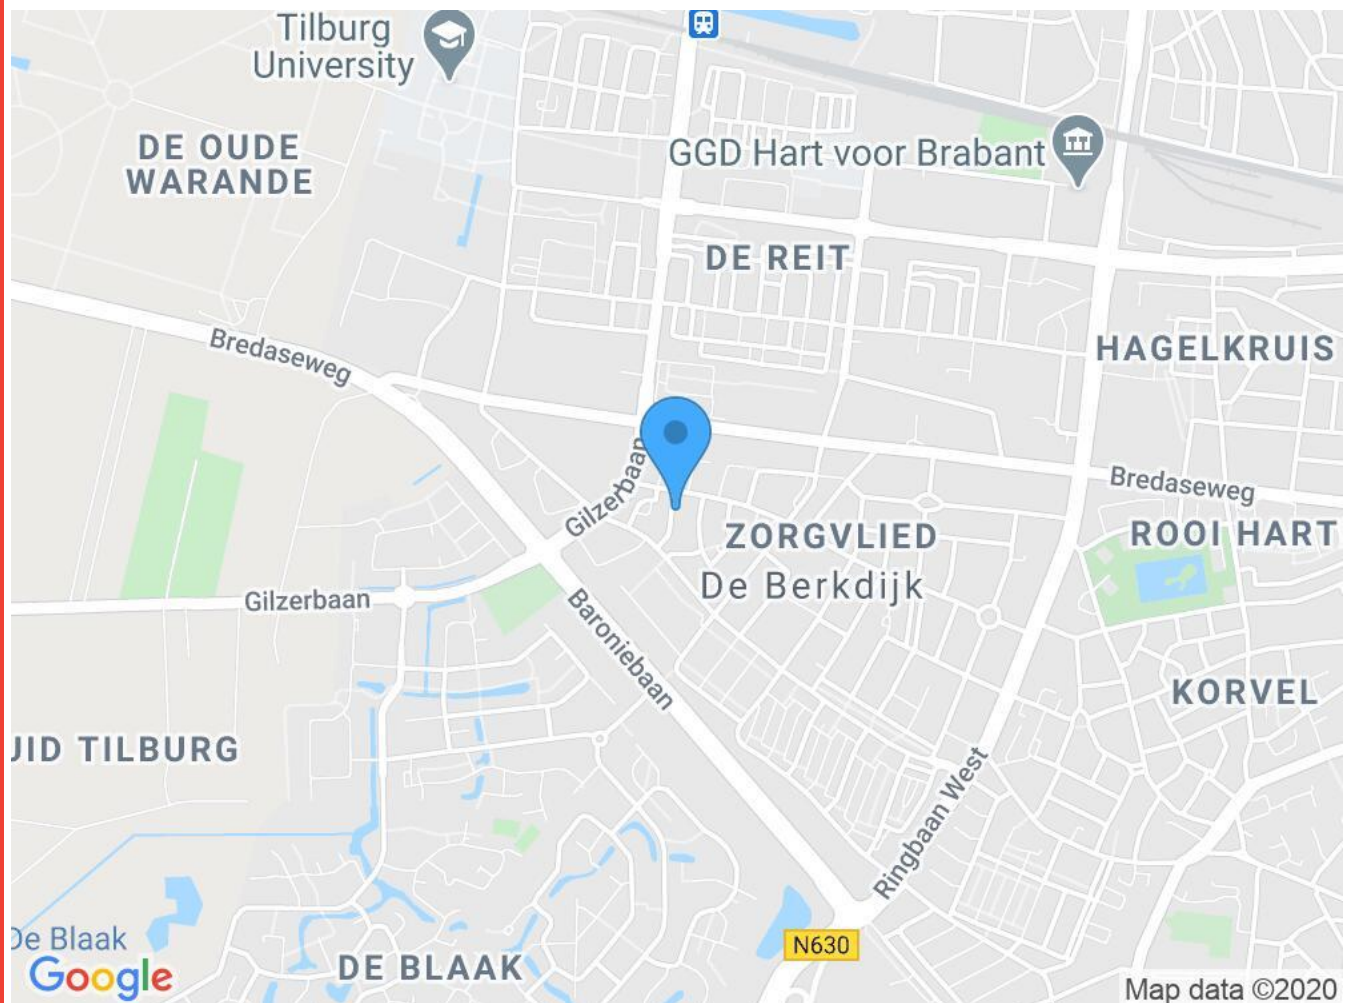 Tilburg
University
DE OUDE
WARANDE
GGD Hart voor Brabant
DE REIT
Bredaseweg
HAGELKRUIS
Gilzerbaan
Bredaseweg
ZORGVLIED
ROOI HART
De Berkdijk
Gilzerbaan
Baroniebaan
KORVEL
UID TILBURG
Ringbaan West
De Blaak
Google
DE BLAAK
N630
Map data ©2020